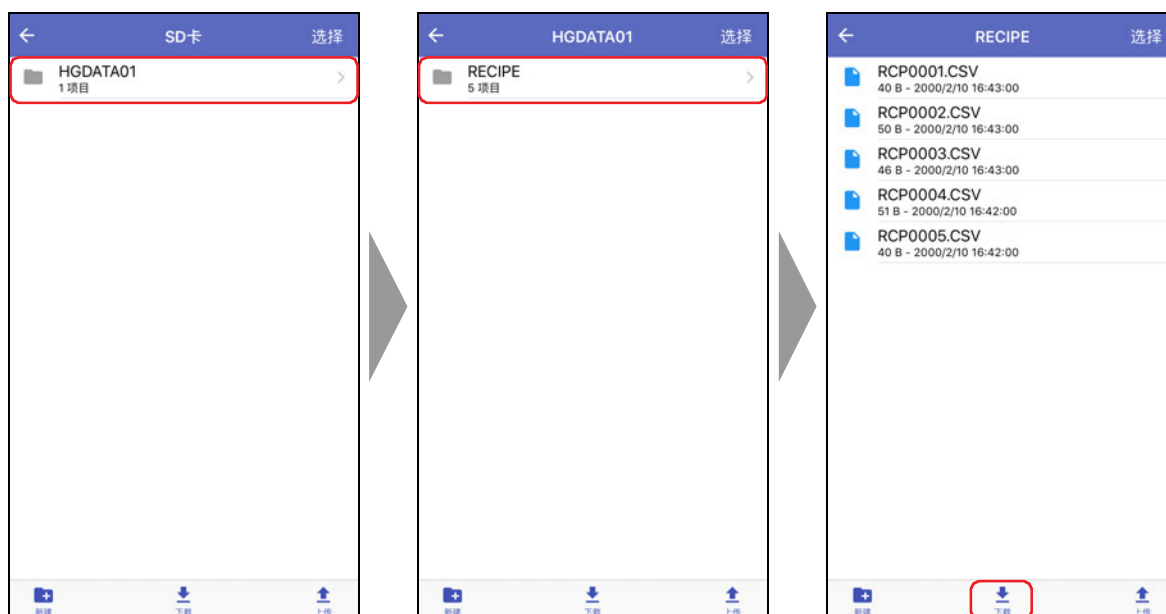 SD卡
选择
HGDATA01
1 项目
新建
下载
上传
HGDATA01
选择
RECIPE
5 项目
新建
下载
上传
RECIPE
选择
RCP0001.CSV
40 B - 2000/2/10 16:43:00
RCP0002.CSV
50 B - 2000/2/10 16:43:00
RCP0003.CSV
46 B - 2000/2/10 16:43:00
RCP0004.CSV
51 B - 2000/2/10 16:42:00
RCP0005.CSV
40 B - 2000/2/10 16:42:00
新建
下载
上传